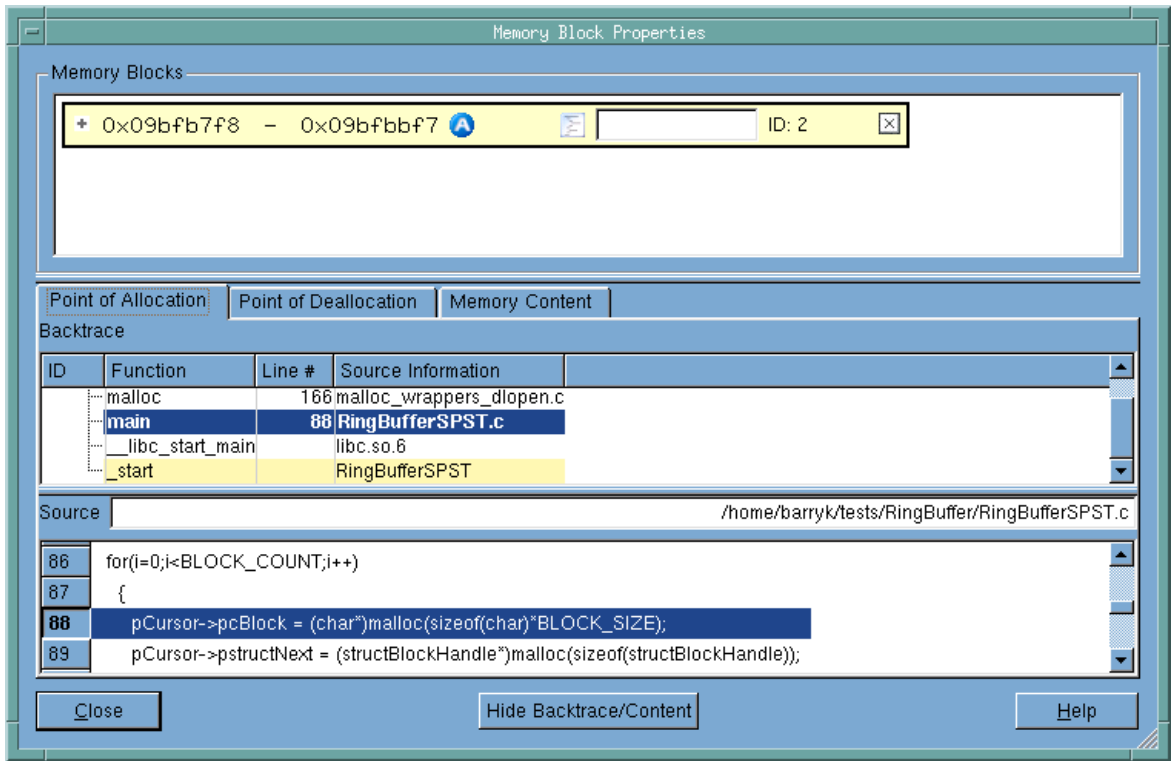 Memory Block Properties
Memory Blocks
+ 0x09bfb7f8 - 0x09bfbbf7 A ID: 2
Point of Allocation Point of Deallocation Memory Content
Backtrace
ID Function Line # Source Information
malloc 166 malloc_wrappers_dlopen.c
main 88 RingBufferSPST.c
__libc_start_main libc.so.6
_start RingBufferSPST
Source /home/barryk/tests/RingBuffer/RingBufferSPST.c
86 for(i=0;i<BLOCK_COUNT;i++)
87 {
88 pCursor->pcBlock = (char*)malloc(sizeof(char)*BLOCK_SIZE);
89 pCursor->pstructNext = (structBlockHandle*)malloc(sizeof(structBlockHandle));
Close Hide Backtrace/Content Help